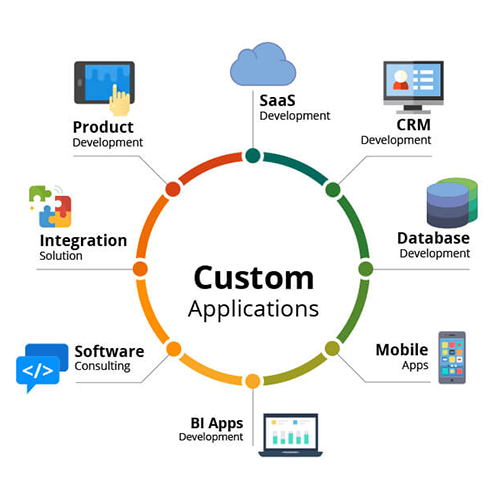 SaaS
Development
CRM
Development
Database
Development
Mobile
Apps
BI Apps
Development
Software
Consulting
</>
Integration
Solution
Product
Development
Custom
Applications